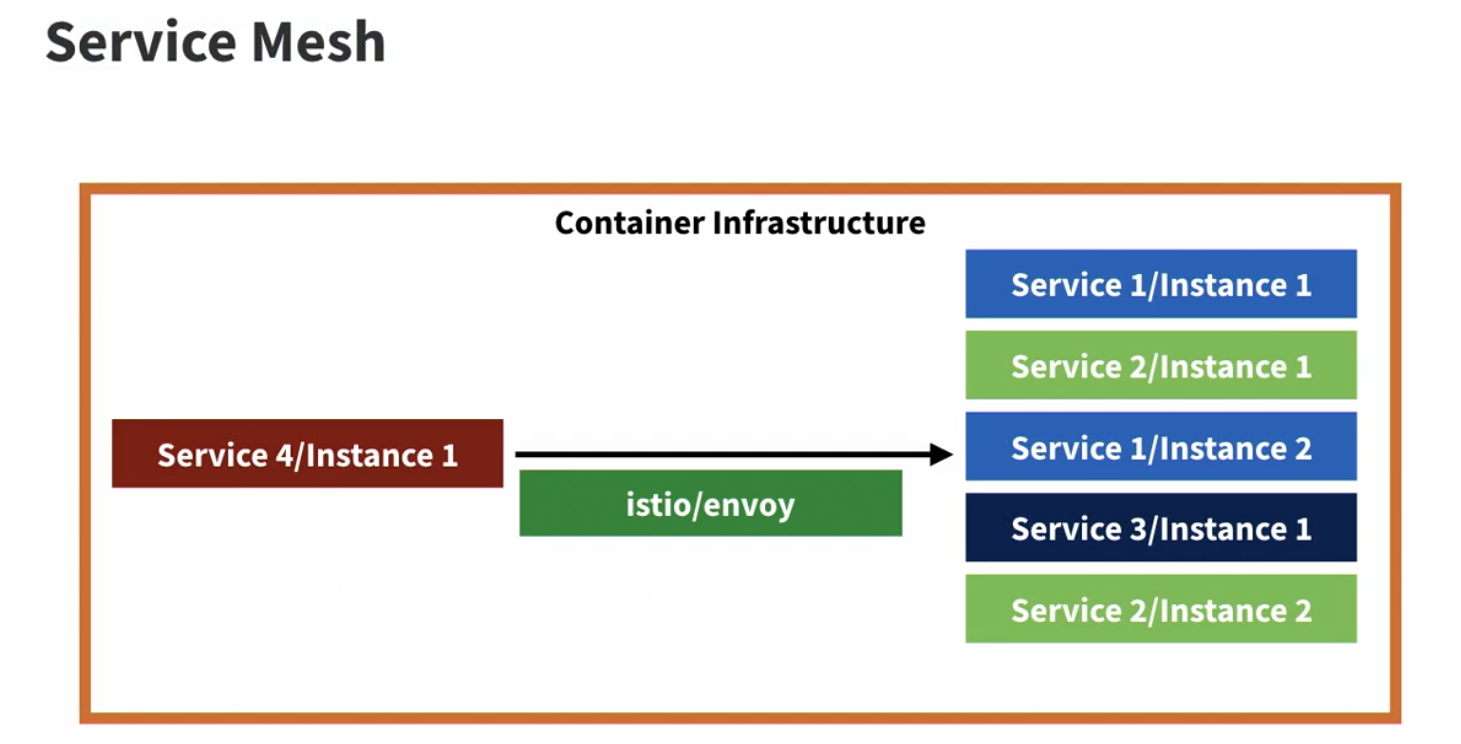 Service Mesh
Container Infrastructure
Service 4/Instance 1
istio/envoy
Service 1/Instance 1
Service 2/Instance 1
Service 1/Instance 2
Service 3/Instance 1
Service 2/Instance 2